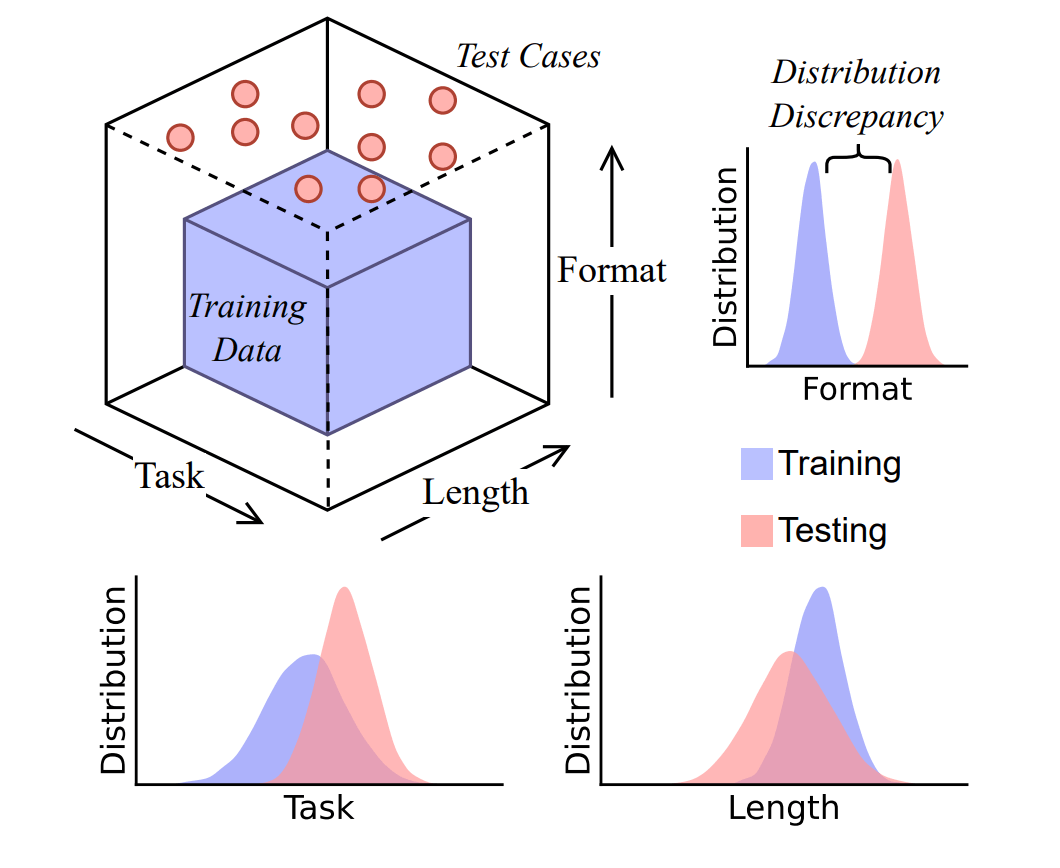 Test Cases
Training
Data
Format
Task
Length
Distribution
Discrepancy
Distribution
Format
Training
Testing
Distribution
Task
Distribution
Length